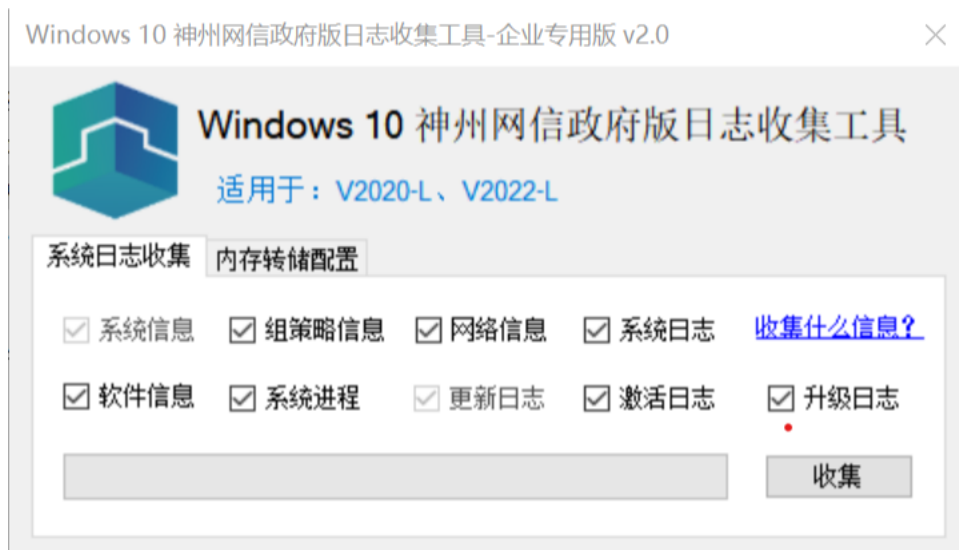 Windows 10 神州网信政府版日志收集工具-企业专用版 v2.0
Windows 10 神州网信政府版日志收集工具
适用于：V2020-L、V2022-L
系统日志收集 内存转储配置
系统信息 组策略信息 网络信息 系统日志 收集什么信息？
软件信息 系统进程 更新日志 激活日志 升级日志
收集